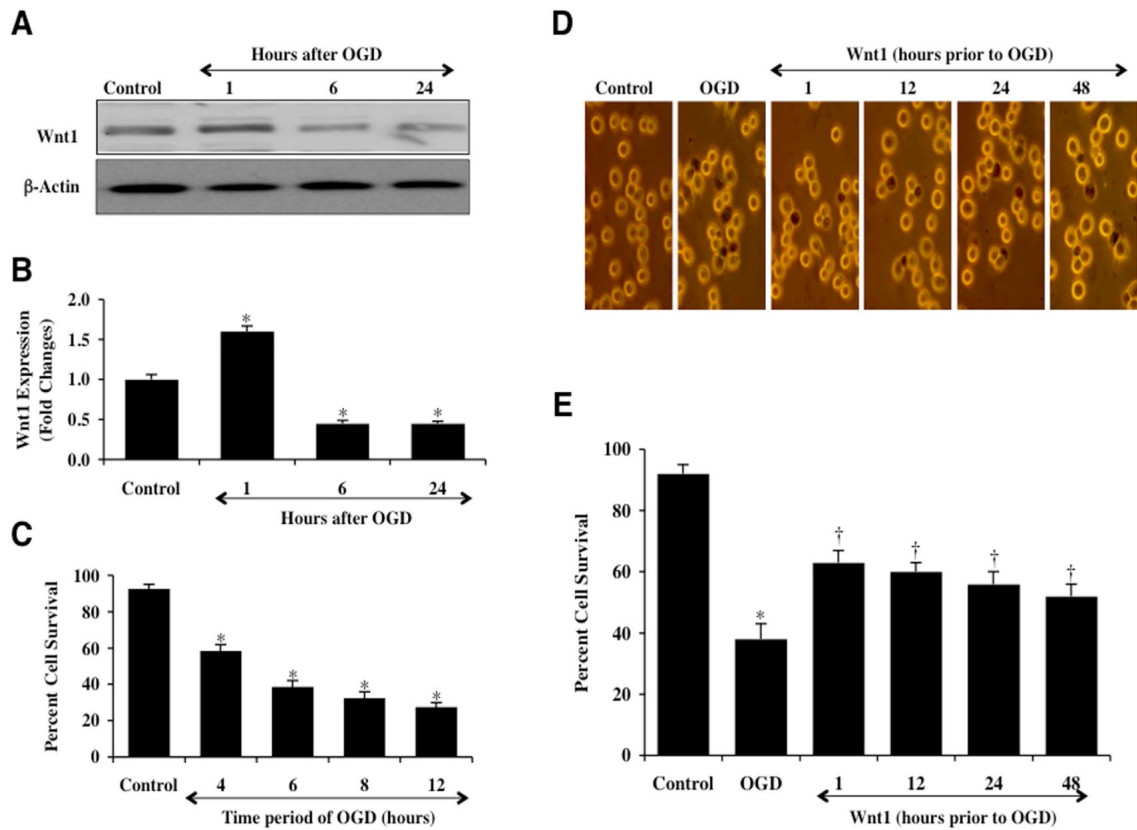 A
Hours after OGD
Control 1 6 24
Wnt1
β-Actin
B
Wnt1 Expression
(Fold Changes)
2.0
1.5
1.0
0.5
0.0
* * *
Control 1 6 24
Hours after OGD
C
Percent Cell Survival
100
80
60
40
20
0
* * * *
Control 4 6 8 12
Time period of OGD (hours)
D
Wnt1 (hours prior to OGD)
Control OGD 1 12 24 48
E
Percent Cell Survival
100
80
60
40
20
0
* † † † †
Control OGD 1 12 24 48
Wnt1 (hours prior to OGD)